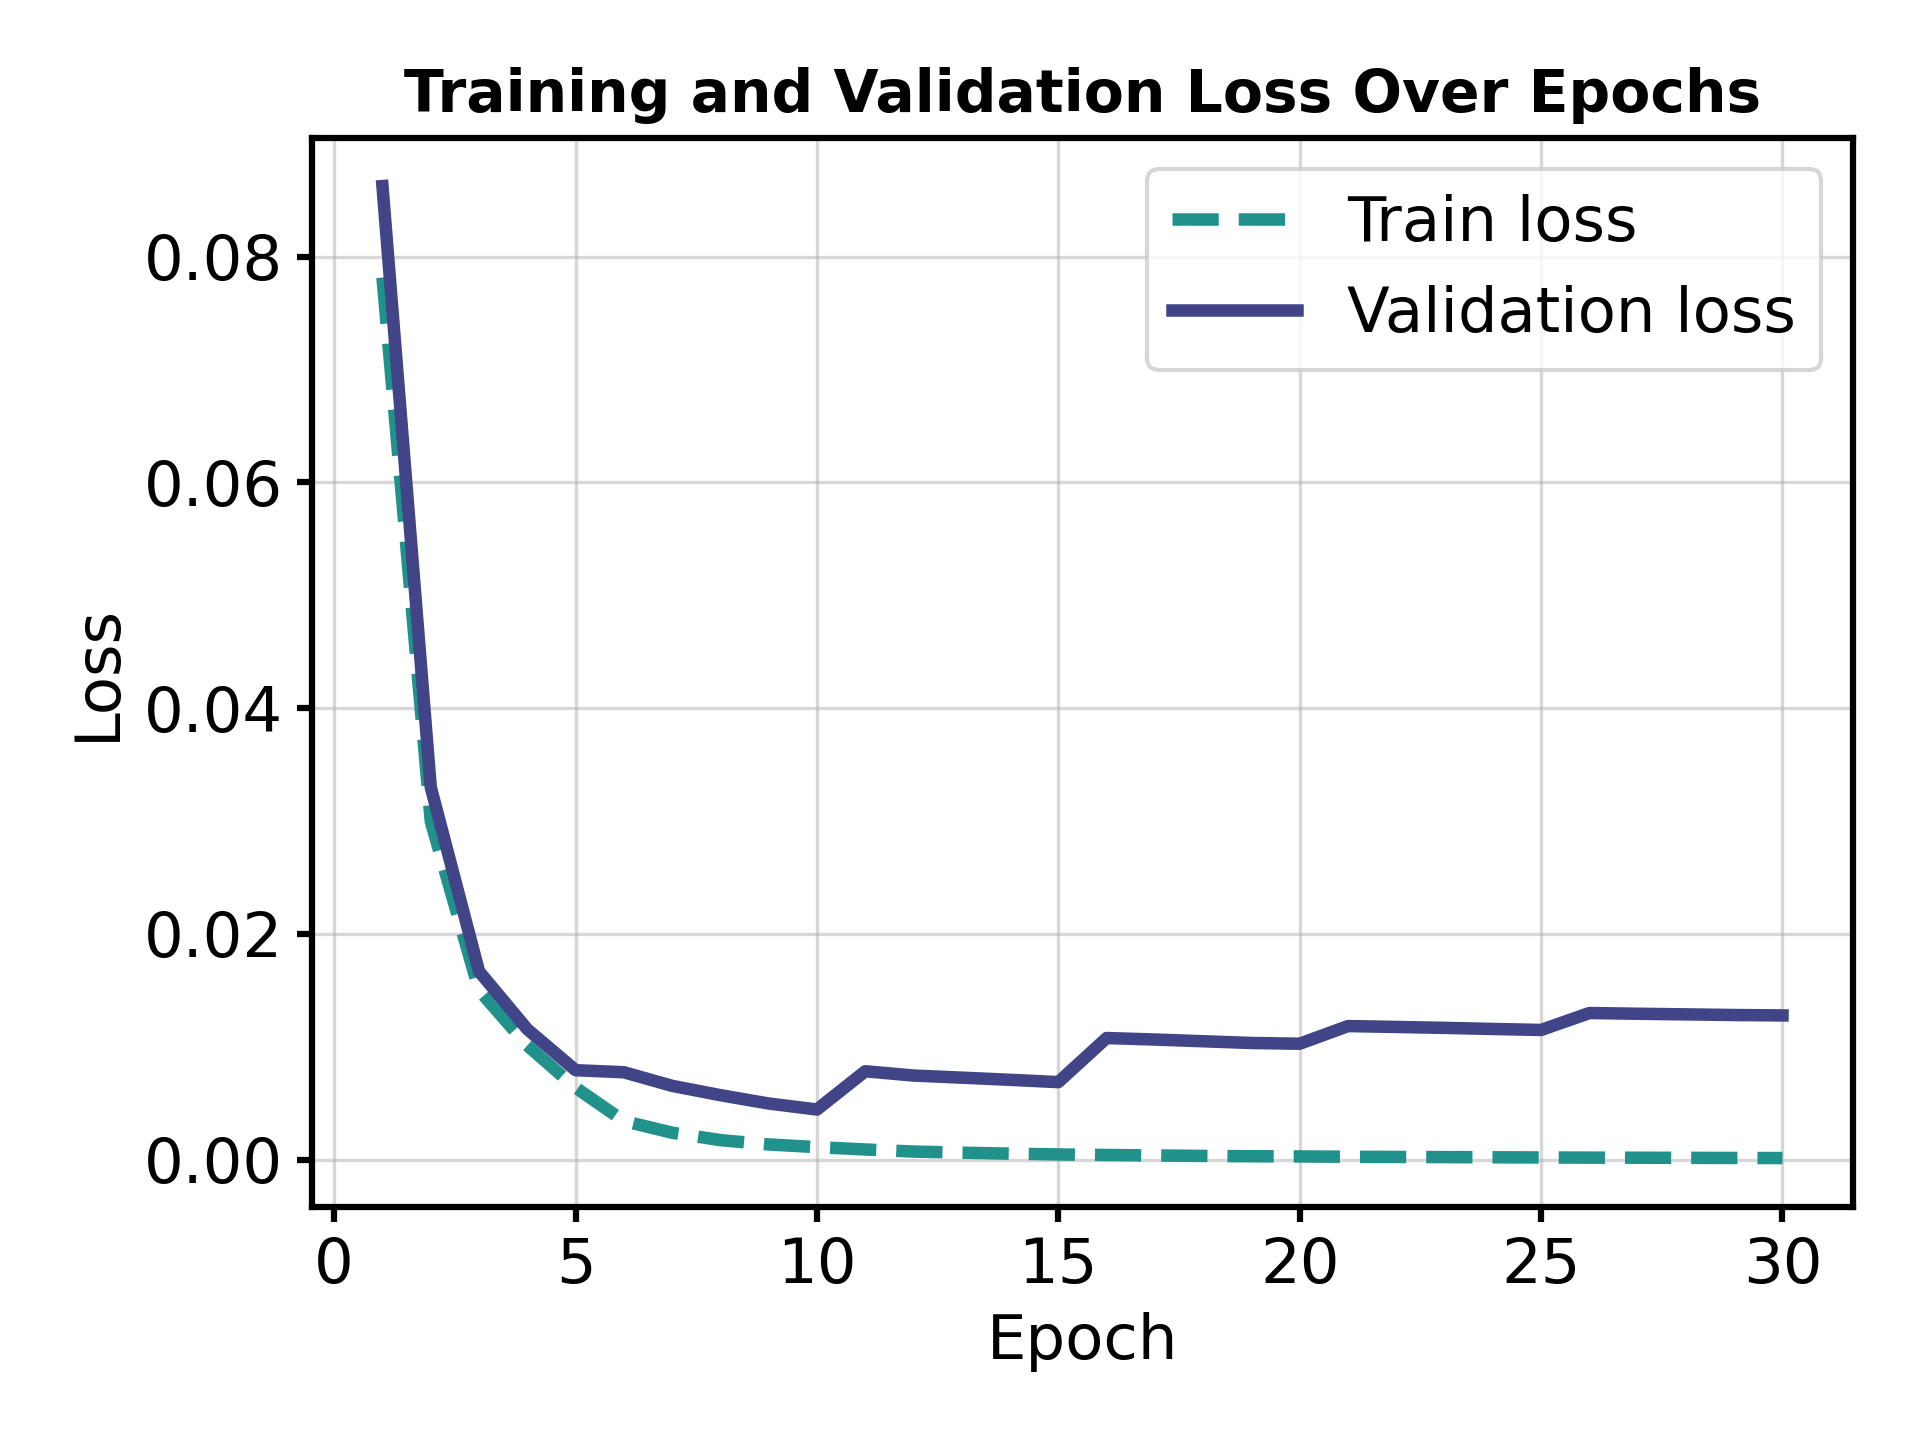 Training and Validation Loss Over Epochs
Train loss
Validation loss
Loss
0.08
0.06
0.04
0.02
0.00
0 5 10 15 20 25 30
Epoch